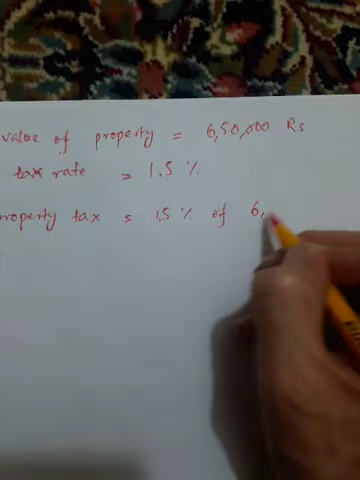 value of property = 6,50,000 Rs
tax rate = 1.5 %
property tax = 1.5 % of 6,